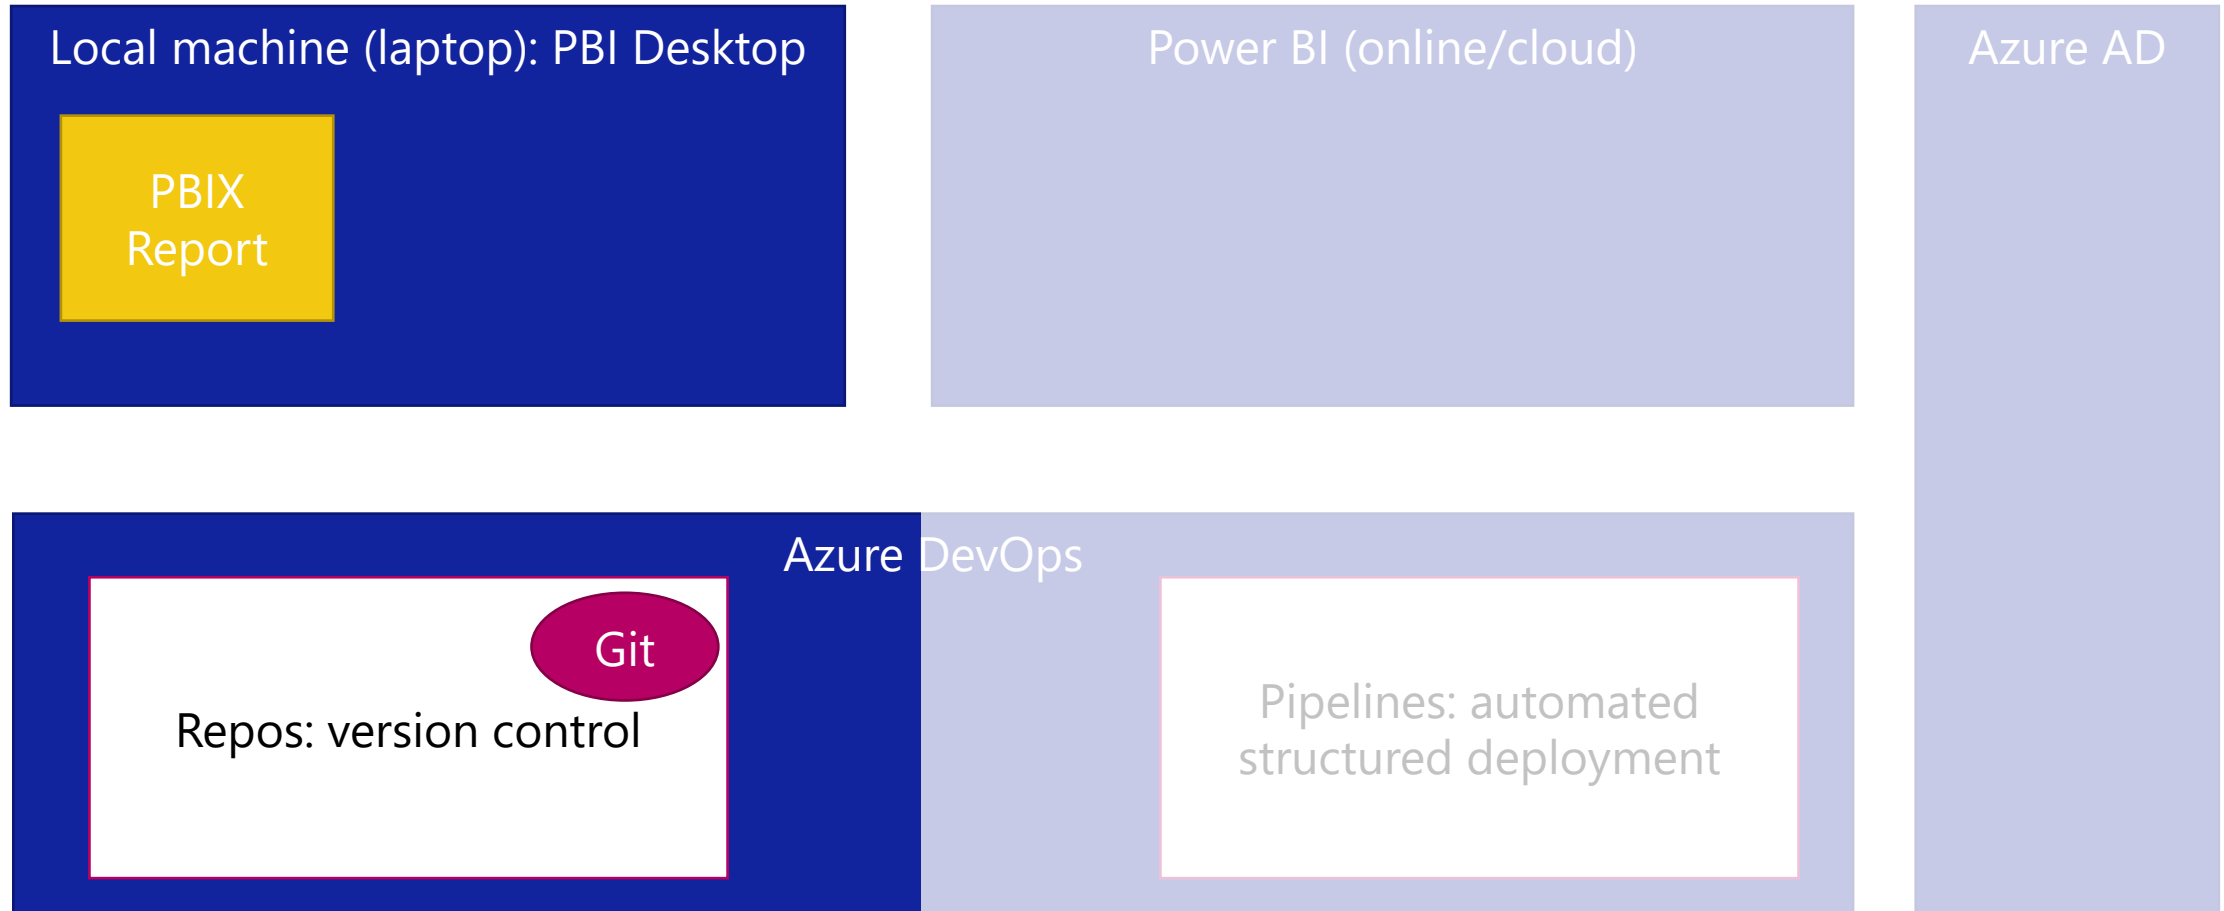 Local machine (laptop): PBI Desktop
PBIX
Report
Power BI (online/cloud)
Azure AD
Azure DevOps
Git
Repos: version control
Pipelines: automated
structured deployment